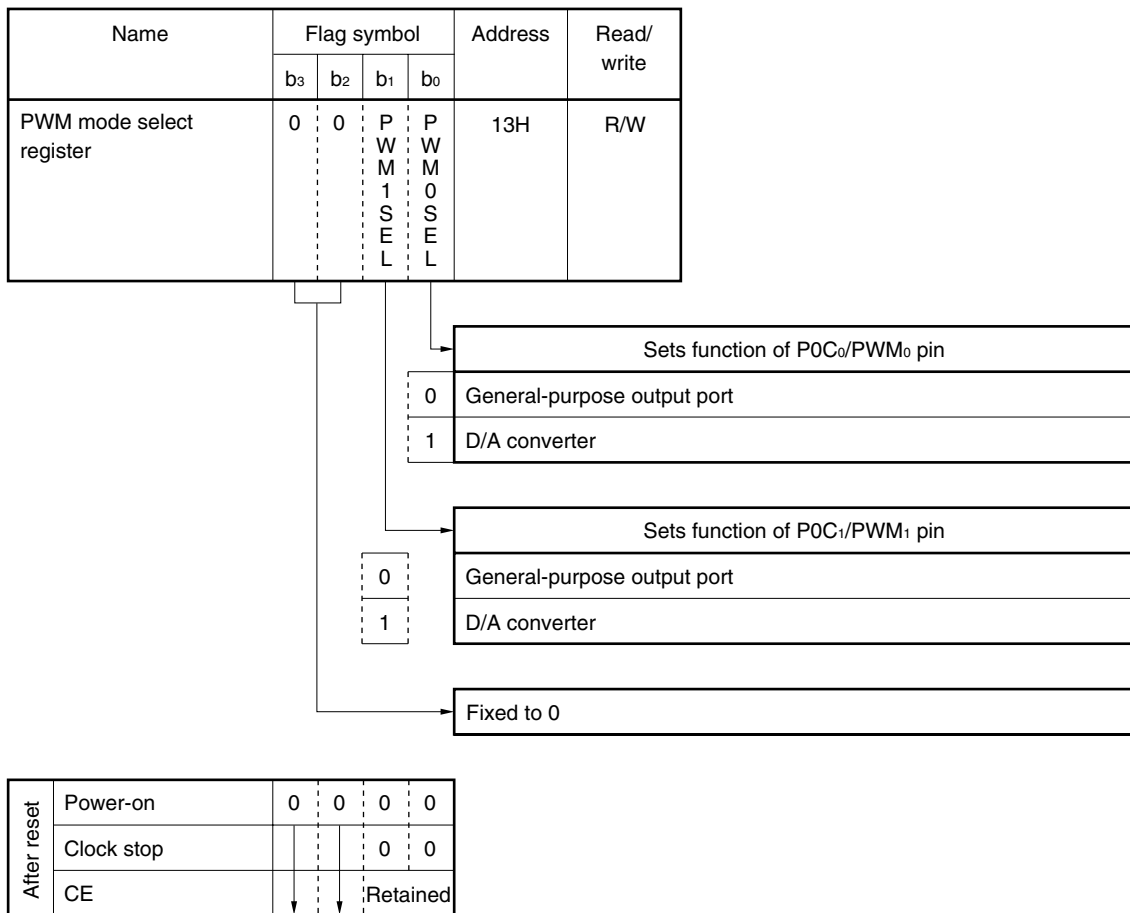 Name Flag symbol Address Read/
write
b₃ b₂ b₁ b₀
PWM mode select
register
0 0 PWM1SEL PWM0SEL 13H R/W
Sets function of P0C₀/PWM₀ pin
0 General-purpose output port
1 D/A converter
Sets function of P0C₁/PWM₁ pin
0 General-purpose output port
1 D/A converter
Fixed to 0
After reset
Power-on 0 0 0 0
Clock stop 0 0
CE Retained